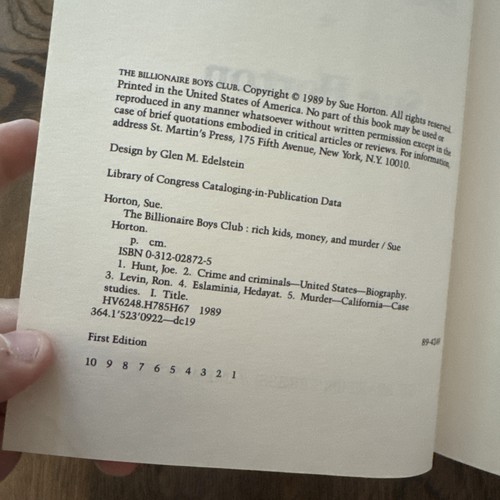 THE BILLIONAIRE BOYS CLUB. Copyright © 1989 by Sue Horton. All rights reserved.
Printed in the United States of America. No part of this book may be used or
reproduced in any manner whatsoever without written permission except in the
case of brief quotations embodied in critical articles or reviews. For information,
address St. Martin's Press, 175 Fifth Avenue, New York, N.Y. 10010.
Design by Glen M. Edelstein
Library of Congress Cataloging-in-Publication Data
Horton, Sue.
The Billionaire Boys Club : rich kids, money, and murder / Sue
Horton.
p. cm.
ISBN 0-312-02872-5
1. Hunt, Joe. 2. Crime and criminals—United States—Biography.
3. Levin, Ron. 4. Eslaminia, Hedayat. 5. Murder—California—Case
studies. I. Title.
HV6248.H785H67 1989
364.1'523'0922—dc19
First Edition
10 9 8 7 6 5 4 3 2 1